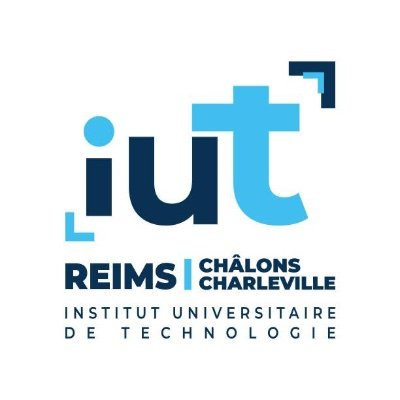 iut
REIMS | CHÂLONS
CHARLEVILLE
INSTITUT UNIVERSITAIRE
DE TECHNOLOGIE